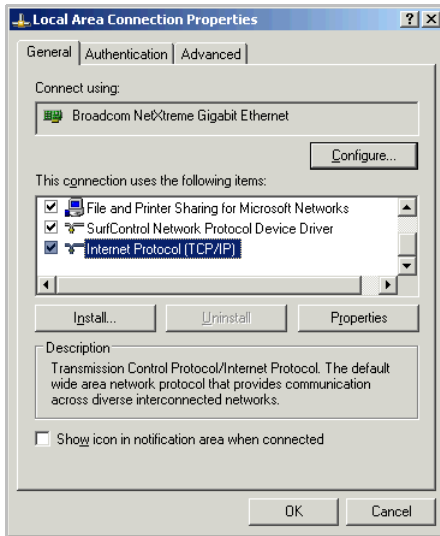 Local Area Connection Properties
General Authentication Advanced
Connect using:
Broadcom NetXtreme Gigabit Ethernet
Configure...
This connection uses the following items:
File and Printer Sharing for Microsoft Networks
SurfControl Network Protocol Device Driver
Internet Protocol (TCP/IP)
Install... Uninstall Properties
Description
Transmission Control Protocol/Internet Protocol. The default
wide area network protocol that provides communication
across diverse interconnected networks.
Show icon in notification area when connected
OK Cancel